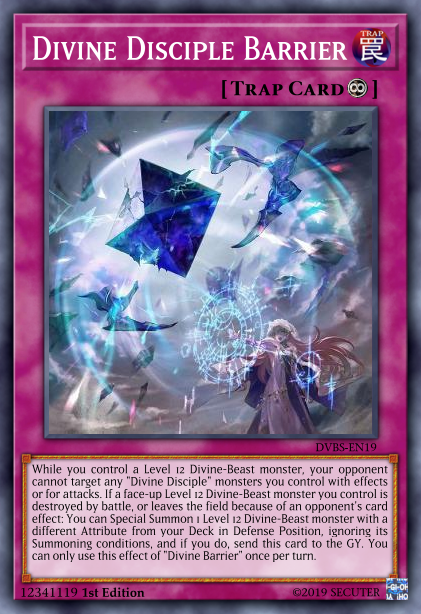 DIVINE DISCIPLE BARRIER
TRAP
罠
[TRAP CARD]
DVBS-EN19
While you control a Level 12 Divine-Beast monster, your opponent
cannot target any "Divine Disciple" monsters you control with effects
or for attacks. If a face-up Level 12 Divine-Beast monster you control is
destroyed by battle, or leaves the field because of an opponent's card
effect: You can Special Summon 1 Level 12 Divine-Beast monster with a
different Attribute from your Deck in Defense Position, ignoring its
Summoning conditions, and if you do, send this card to the GY. You
can only use this effect of "Divine Barrier" once per turn.
12341119 1st Edition
©2019 SECUTER